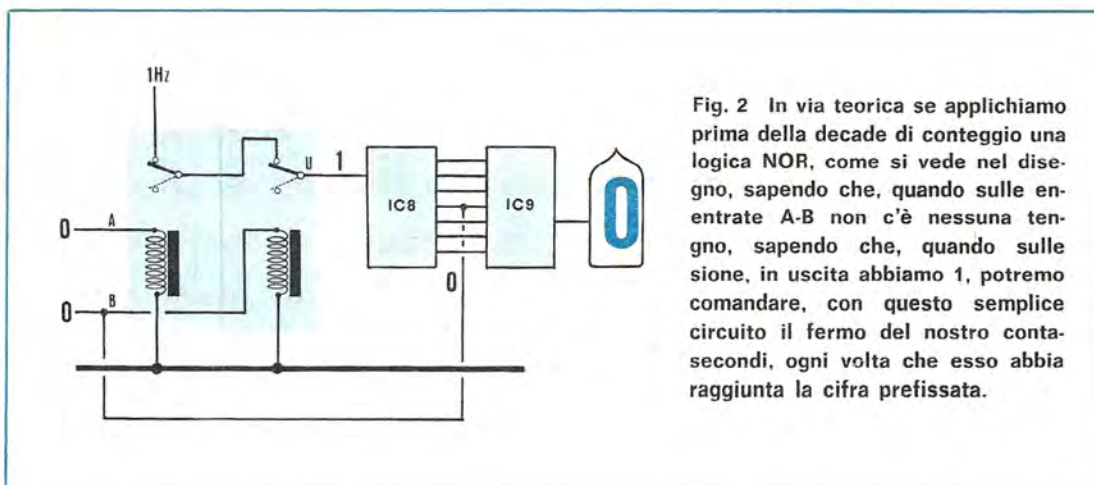 1Hz
U
1
A
0
B
0
IC8
IC9
0
0
Fig. 2 In via teorica se applichiamo
prima della decade di conteggio una
logica NOR, come si vede nel dise-
gno, sapendo che, quando sulle en-
entrate A-B non c'è nessuna ten-
gno, sapendo che, quando sulle
sione, in uscita abbiamo 1, potremo
comandare, con questo semplice
circuito il fermo del nostro conta-
secondi, ogni volta che esso abbia
raggiunta la cifra prefissata.